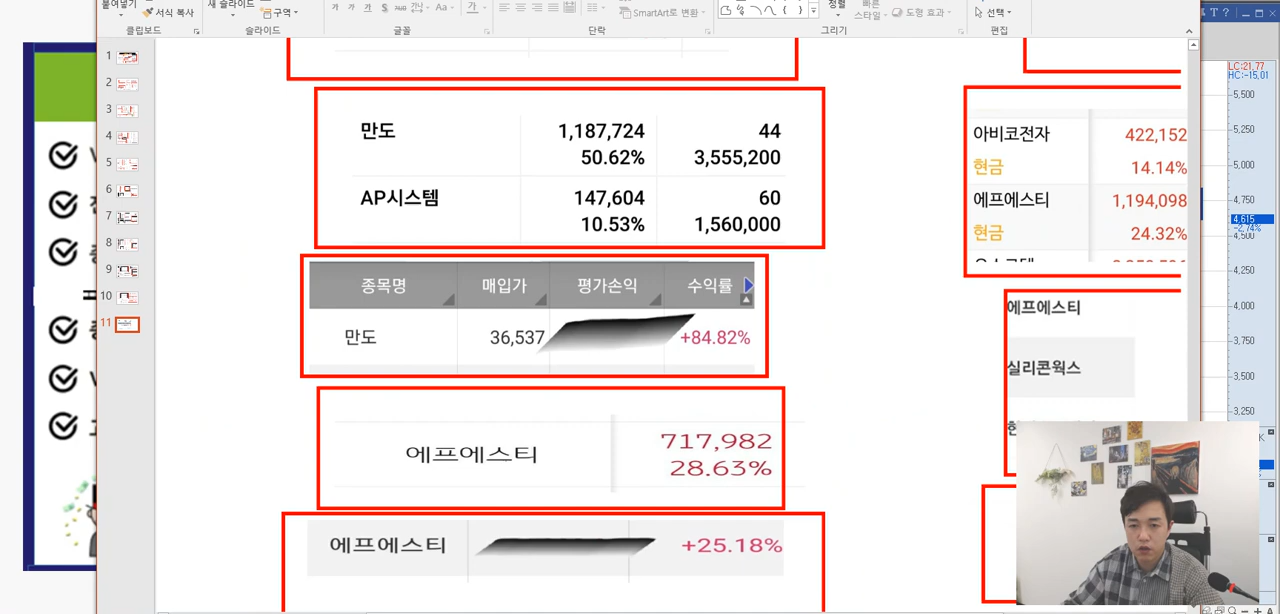 붙여넣기
서식 복사
새 슬라이드
구역
가 가 가 S
Aa
SmartArt로 변환
정렬
빠른
스타일
도형 효과
선택
클립보드
슬라이드
글꼴
단락
그리기
편집
LC:21.77
HC:-15.01
5,500
5,250
5,000
4,750
4,615
-2.74%
4,500
4,250
4,000
3,750
3,500
3,250
1
2
3
4
5
6
7
8
9
10
11
만도 1,187,724 44
50.62% 3,555,200
AP시스템 147,604 60
10.53% 1,560,000
종목명 매입가 평가손익 수익률
만도 36,537 +84.82%
에프에스티 717,982
28.63%
에프에스티 +25.18%
아비코전자 422,152
현금 14.14%
에프에스티 1,194,098
현금 24.32%
에프에스티
실리콘웍스